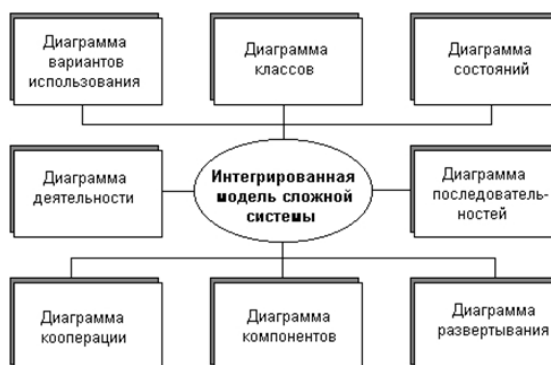 Диаграмма
вариантов
использования
Диаграмма
классов
Диаграмма
состояний
Диаграмма
деятельности
Интегрированная
модель сложной
системы
Диаграмма
последователь-
ностей
Диаграмма
кооперации
Диаграмма
компонентов
Диаграмма
развертывания